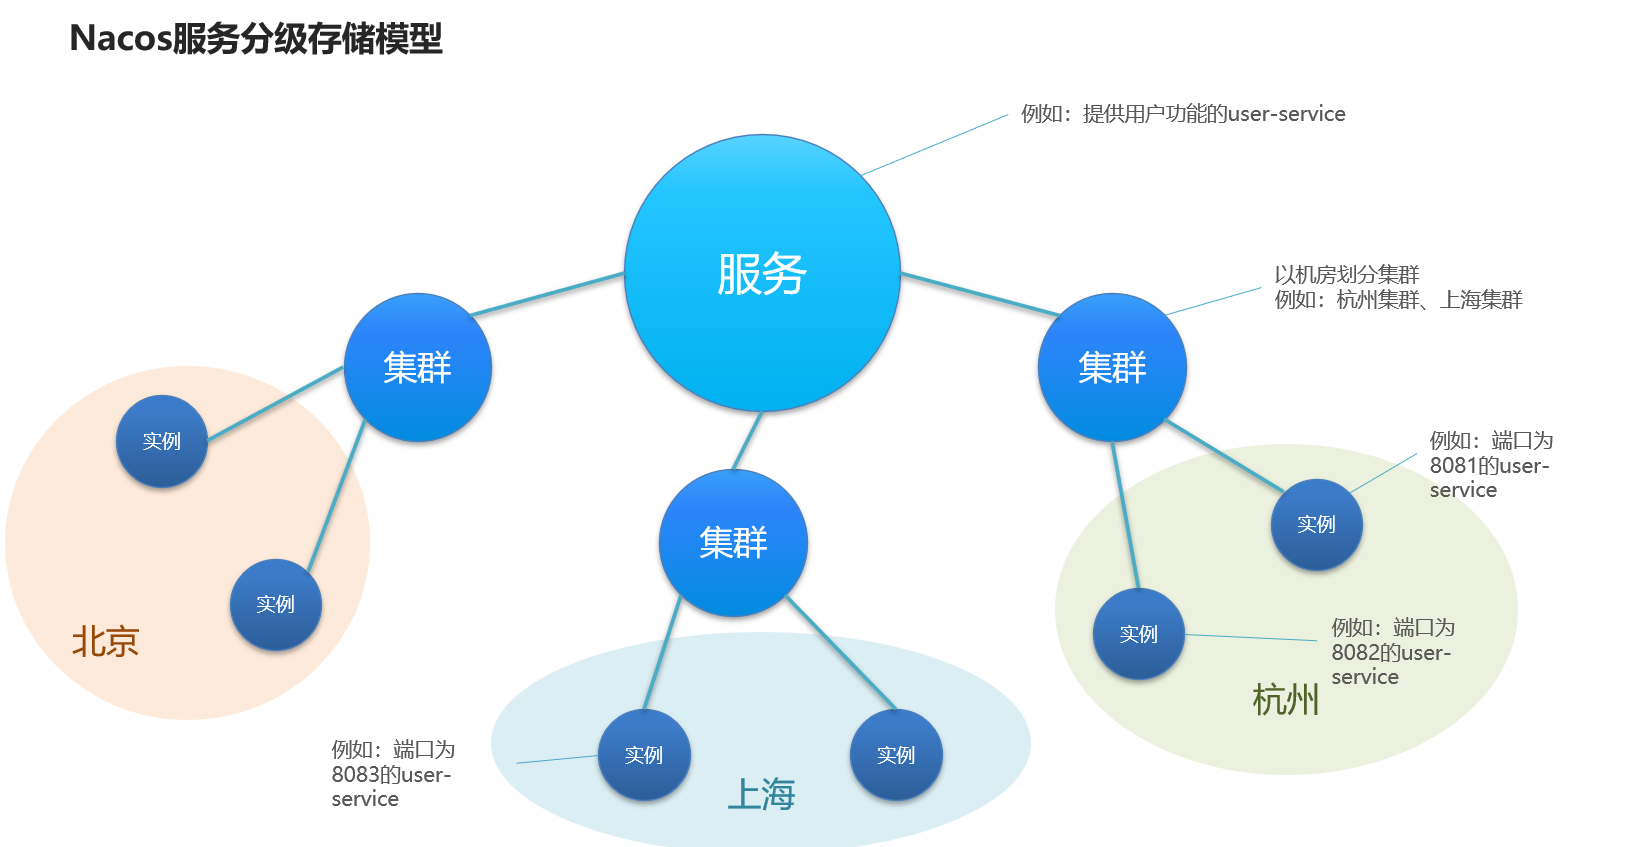 Nacos服务分级存储模型
例如：提供用户功能的user-service
服务
以机房划分集群
例如：杭州集群、上海集群
集群
集群
集群
实例
实例
北京
例如：端口为
8081的user-
service
实例
实例
例如：端口为
8082的user-
service
杭州
例如：端口为
8083的user-
service
实例
实例
上海